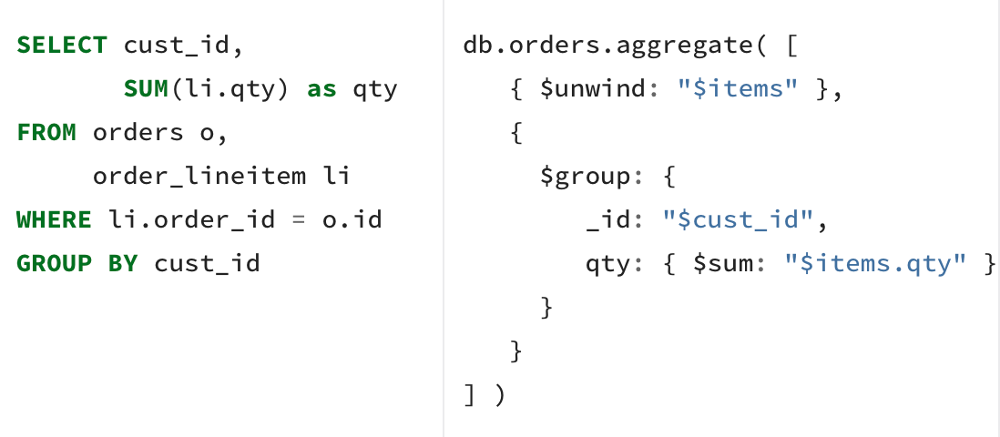 SELECT cust_id,
       SUM(li.qty) as qty
FROM orders o,
     order_lineitem li
WHERE li.order_id = o.id
GROUP BY cust_id
db.orders.aggregate( [
   { $unwind: "$items" },
   {
     $group: {
        _id: "$cust_id",
        qty: { $sum: "$items.qty" }
     }
   }
] )